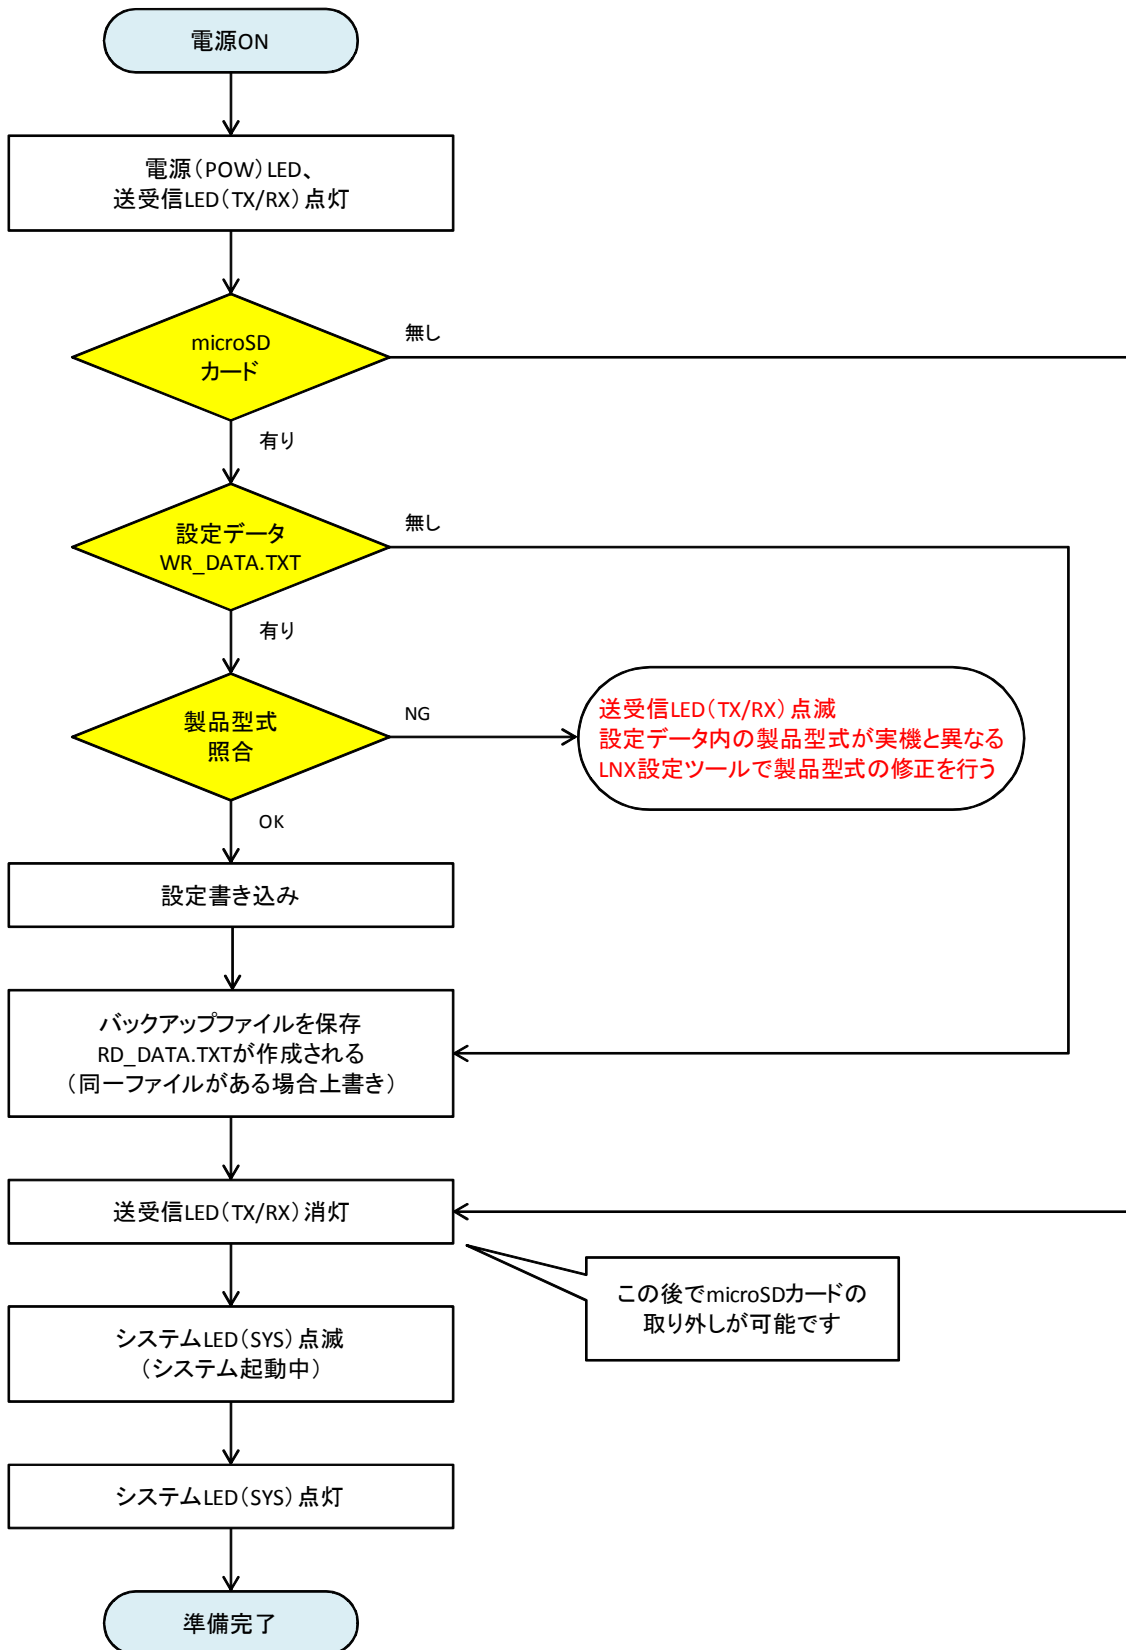 電源ON
電源（POW）LED、
送受信LED（TX/RX）点灯
microSD
カード
無し
有り
設定データ
WR_DATA.TXT
無し
有り
製品型式
照合
NG
送受信LED（TX/RX）点滅
設定データ内の製品型式が実機と異なる
LNX設定ツールで製品型式の修正を行う
OK
設定書き込み
バックアップファイルを保存
RD_DATA.TXTが作成される
（同一ファイルがある場合上書き）
送受信LED（TX/RX）消灯
この後でmicroSDカードの
取り外しが可能です
システムLED（SYS）点滅
（システム起動中）
システムLED（SYS）点灯
準備完了